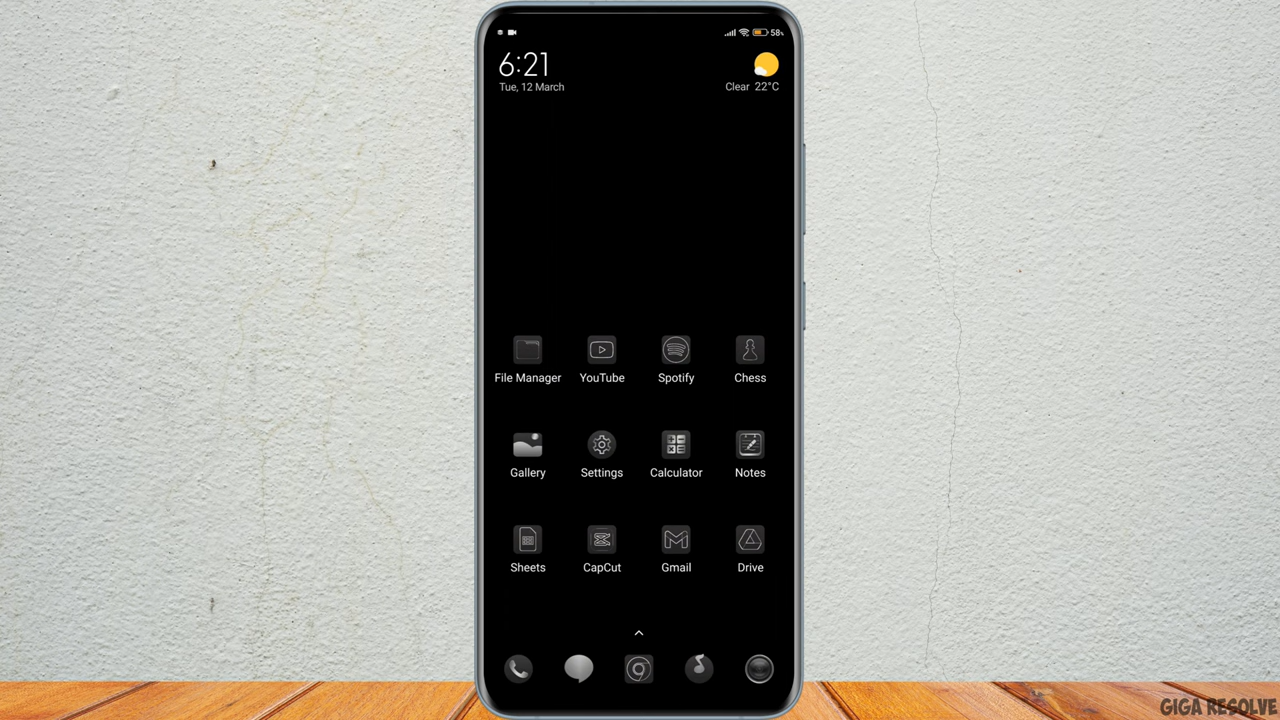 58%
6:21
Tue, 12 March
Clear 22°C
File Manager
YouTube
Spotify
Chess
Gallery
Settings
Calculator
Notes
Sheets
CapCut
Gmail
Drive
GIGA RESOLVE